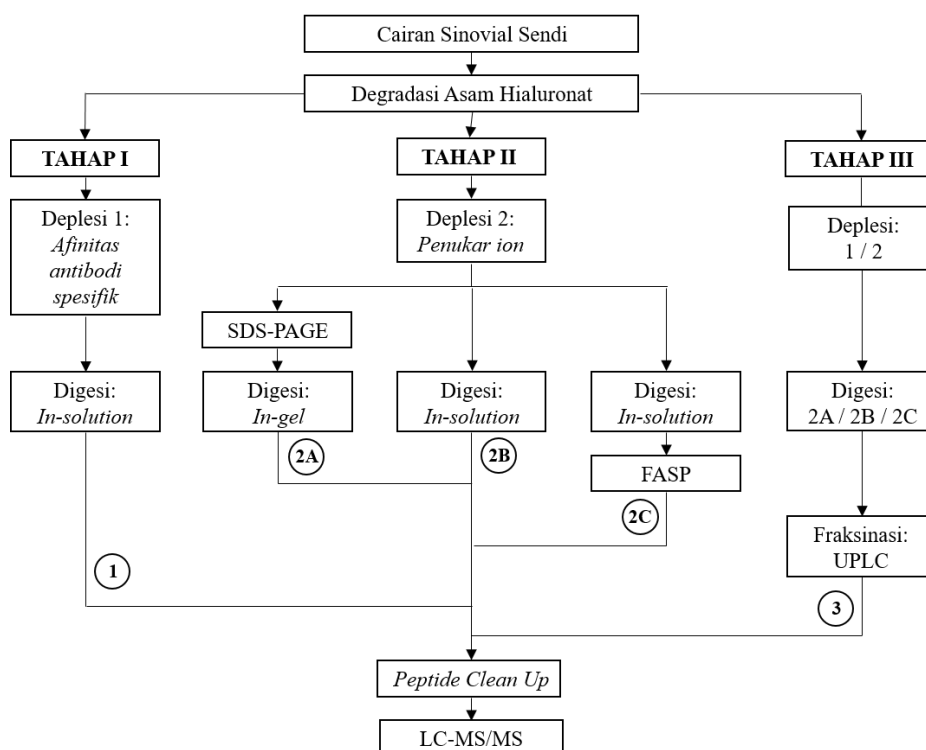 Cairan Sinovial Sendi
Degradasi Asam Hialuronat
TAHAP I
TAHAP II
TAHAP III
Deplesi 1:
Afinitas
antibodi
spesifik
Deplesi 2:
Penukar ion
Deplesi:
1 / 2
SDS-PAGE
Digesi:
In-solution
Digesi:
In-gel
Digesi:
In-solution
Digesi:
In-solution
Digesi:
2A / 2B / 2C
2A
2B
FASP
2C
Fraksinasi:
UPLC
1
3
Peptide Clean Up
LC-MS/MS